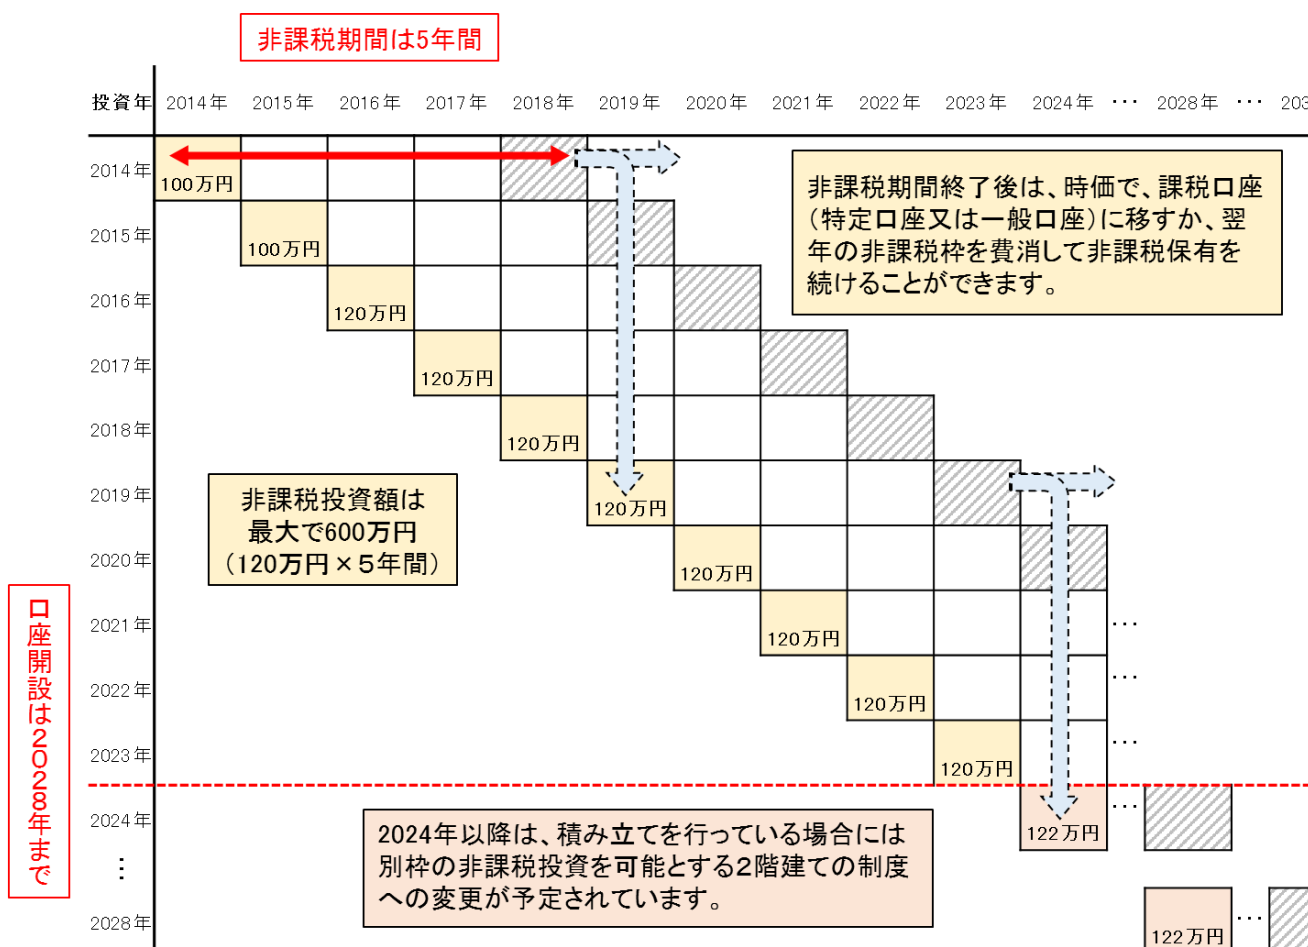 非課税期間は5年間
投資年 2014年 2015年 2016年 2017年 2018年 2019年 2020年 2021年 2022年 2023年 2024年 … 2028年 … 203
2014年
100万円
非課税期間終了後は、時価で、課税口座
（特定口座又は一般口座）に移すか、翌
年の非課税枠を費消して非課税保有を
続けることができます。
2015年
100万円
2016年
120万円
2017年
120万円
2018年
120万円
2019年
120万円
非課税投資額は
最大で600万円
（120万円×5年間）
2020年
120万円
口座開設は2028年まで
2021年
120万円 …
2022年
120万円 …
2023年
120万円 …
2024年
122万円 …
2024年以降は、積み立てを行っている場合には
別枠の非課税投資を可能とする2階建ての制度
への変更が予定されています。
⋮
2028年
122万円 …